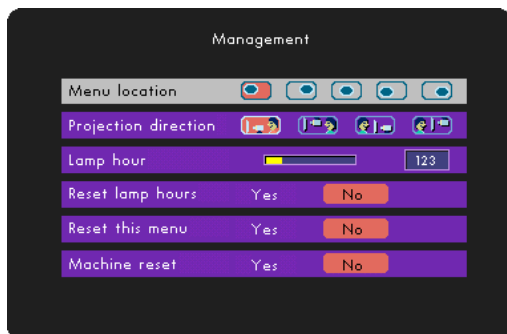 Management
Menu location
Projection direction
Lamp hour 123
Reset lamp hours Yes No
Reset this menu Yes No
Machine reset Yes No